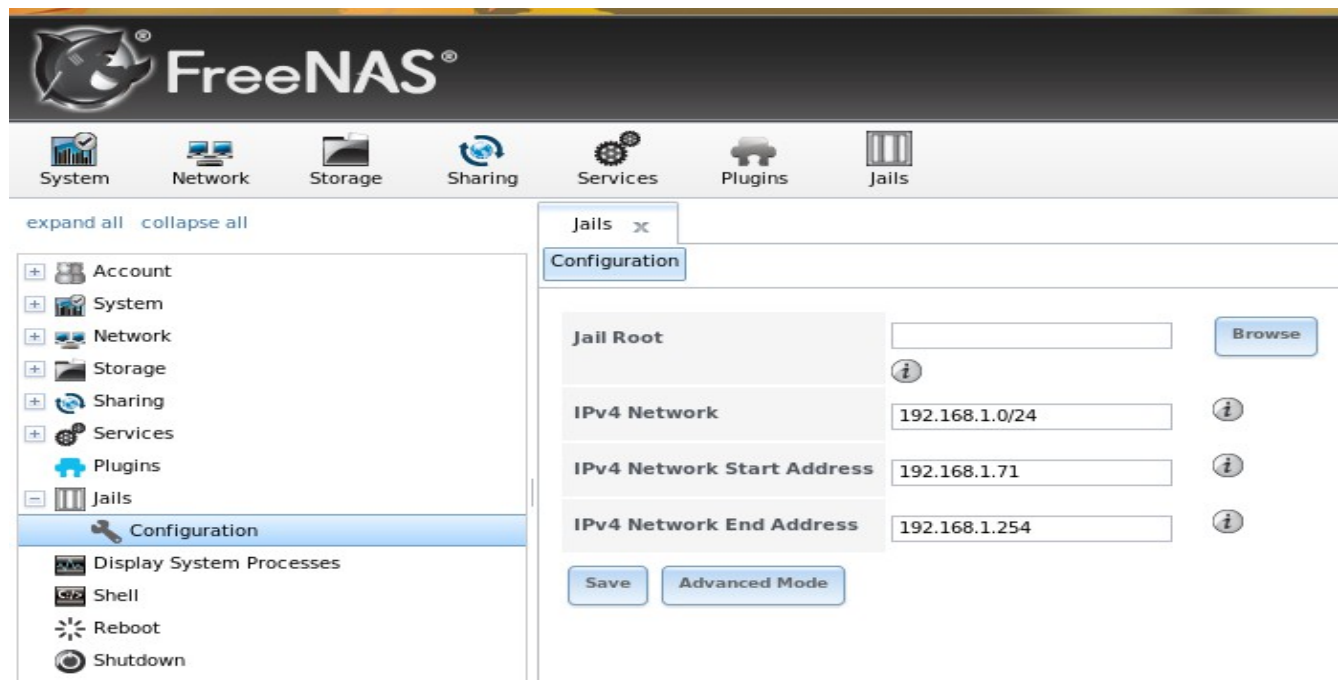 FreeNAS®
System Network Storage Sharing Services Plugins Jails
expand all collapse all
Account
System
Network
Storage
Sharing
Services
Plugins
Jails
Configuration
Display System Processes
Shell
Reboot
Shutdown
Jails x
Configuration
Jail Root Browse
IPv4 Network 192.168.1.0/24
IPv4 Network Start Address 192.168.1.71
IPv4 Network End Address 192.168.1.254
Save Advanced Mode